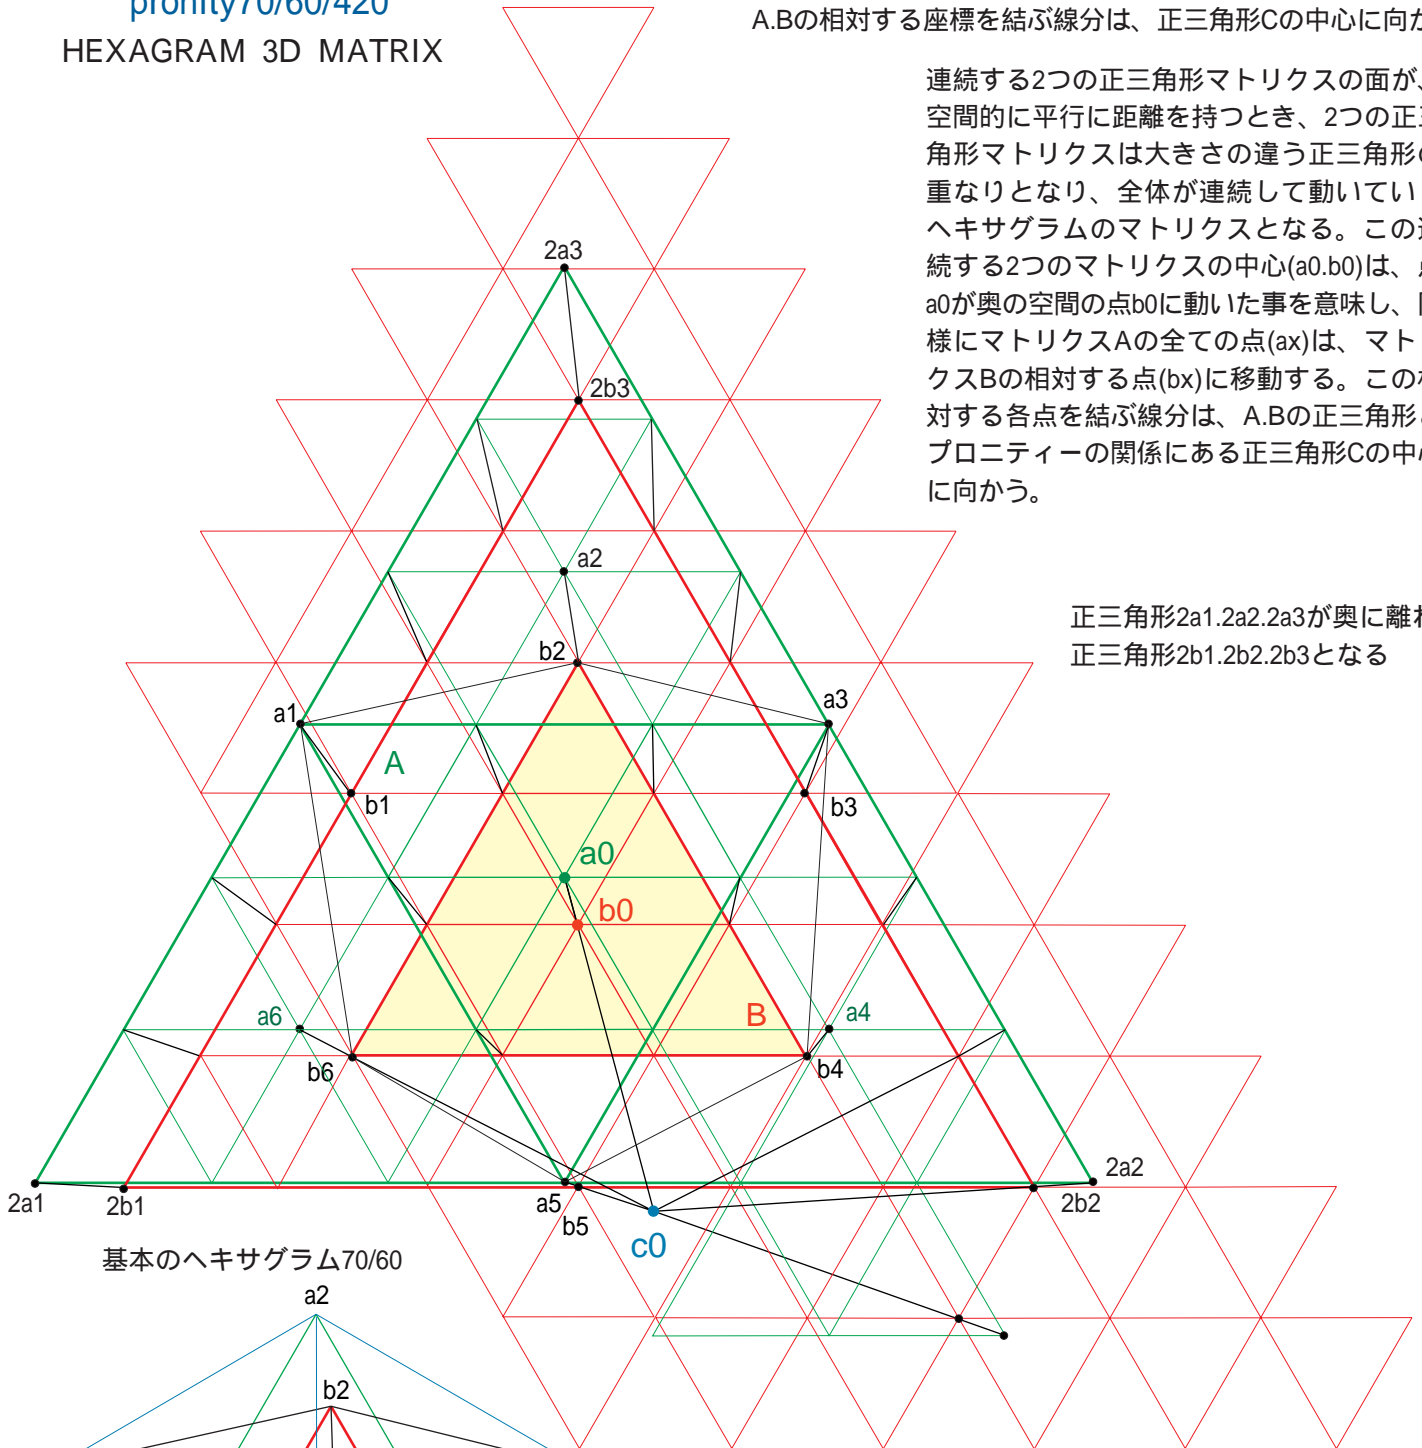 pronity70/60/420
HEXAGRAM 3D MATRIX
A.Bの相対する座標を結ぶ線分は、正三角形Cの中心に向か
連続する2つの正三角形マトリクスの面が、
空間的に平行に距離を持つとき、2つの正三
角形マトリクスは大きさの違う正三角形の
重なりとなり、全体が連続して動いてい
ヘキサグラムのマトリクスとなる。この連
続する2つのマトリクスの中心(a0.b0)は、点
a0が奥の空間の点b0に動いた事を意味し、同
様にマトリクスAの全ての点(ax)は、マト
クスBの相対する点(bx)に移動する。この相
対する各点を結ぶ線分は、A.Bの正三角形と
プロニティーの関係にある正三角形Cの中心
に向かう。
正三角形2a1.2a2.2a3が奥に離れ
正三角形2b1.2b2.2b3となる
2a3
2b3
a2
b2
a1
a3
A
b1
b3
a0
b0
B
a6
a4
b6
b4
2a1
2b1
a5
b5
c0
2a2
2b2
基本のヘキサグラム70/60
a2
b2